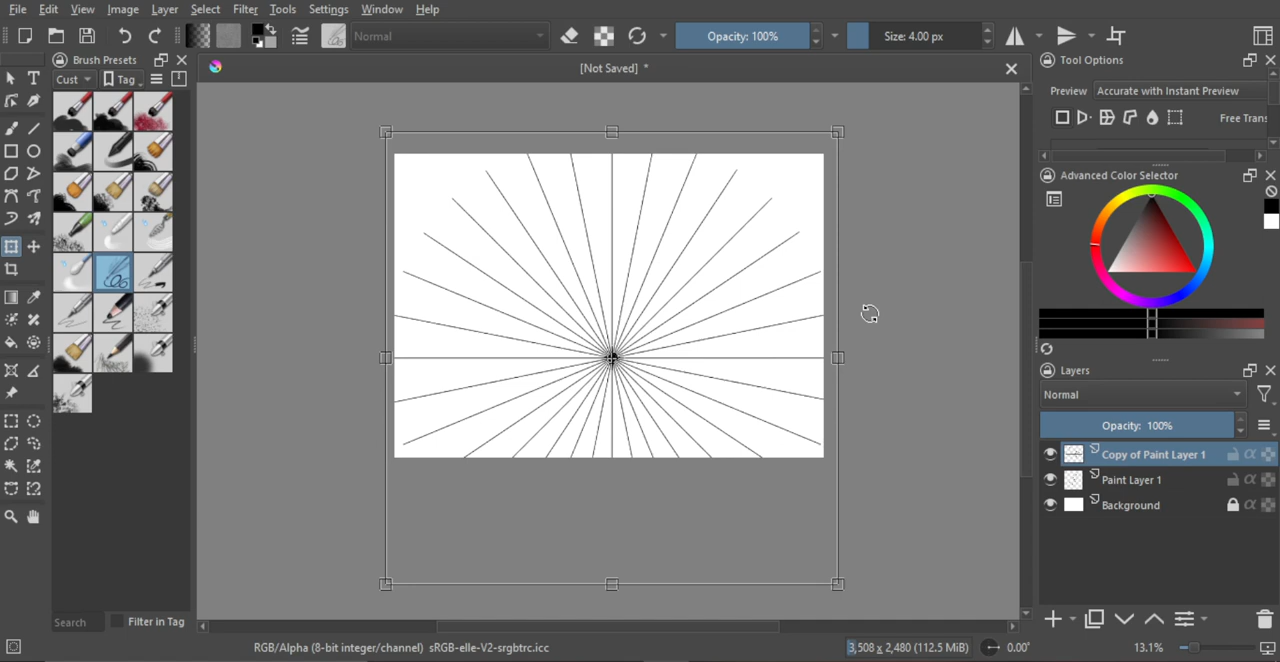 File Edit View Image Layer Select Filter Tools Settings Window Help
Normal Opacity: 100% Size: 4.00 px
Brush Presets [Not Saved] * Tool Options
Cust Tag Preview Accurate with Instant Preview
Free Trans
Advanced Color Selector
Layers
Normal
Opacity: 100%
Copy of Paint Layer 1
Paint Layer 1
Background
Search Filter in Tag
RGB/Alpha (8-bit integer/channel) sRGB-elle-V2-srgbtrc.icc 3,508 x 2,480 (112.5 MiB) 0.00° 13.1%